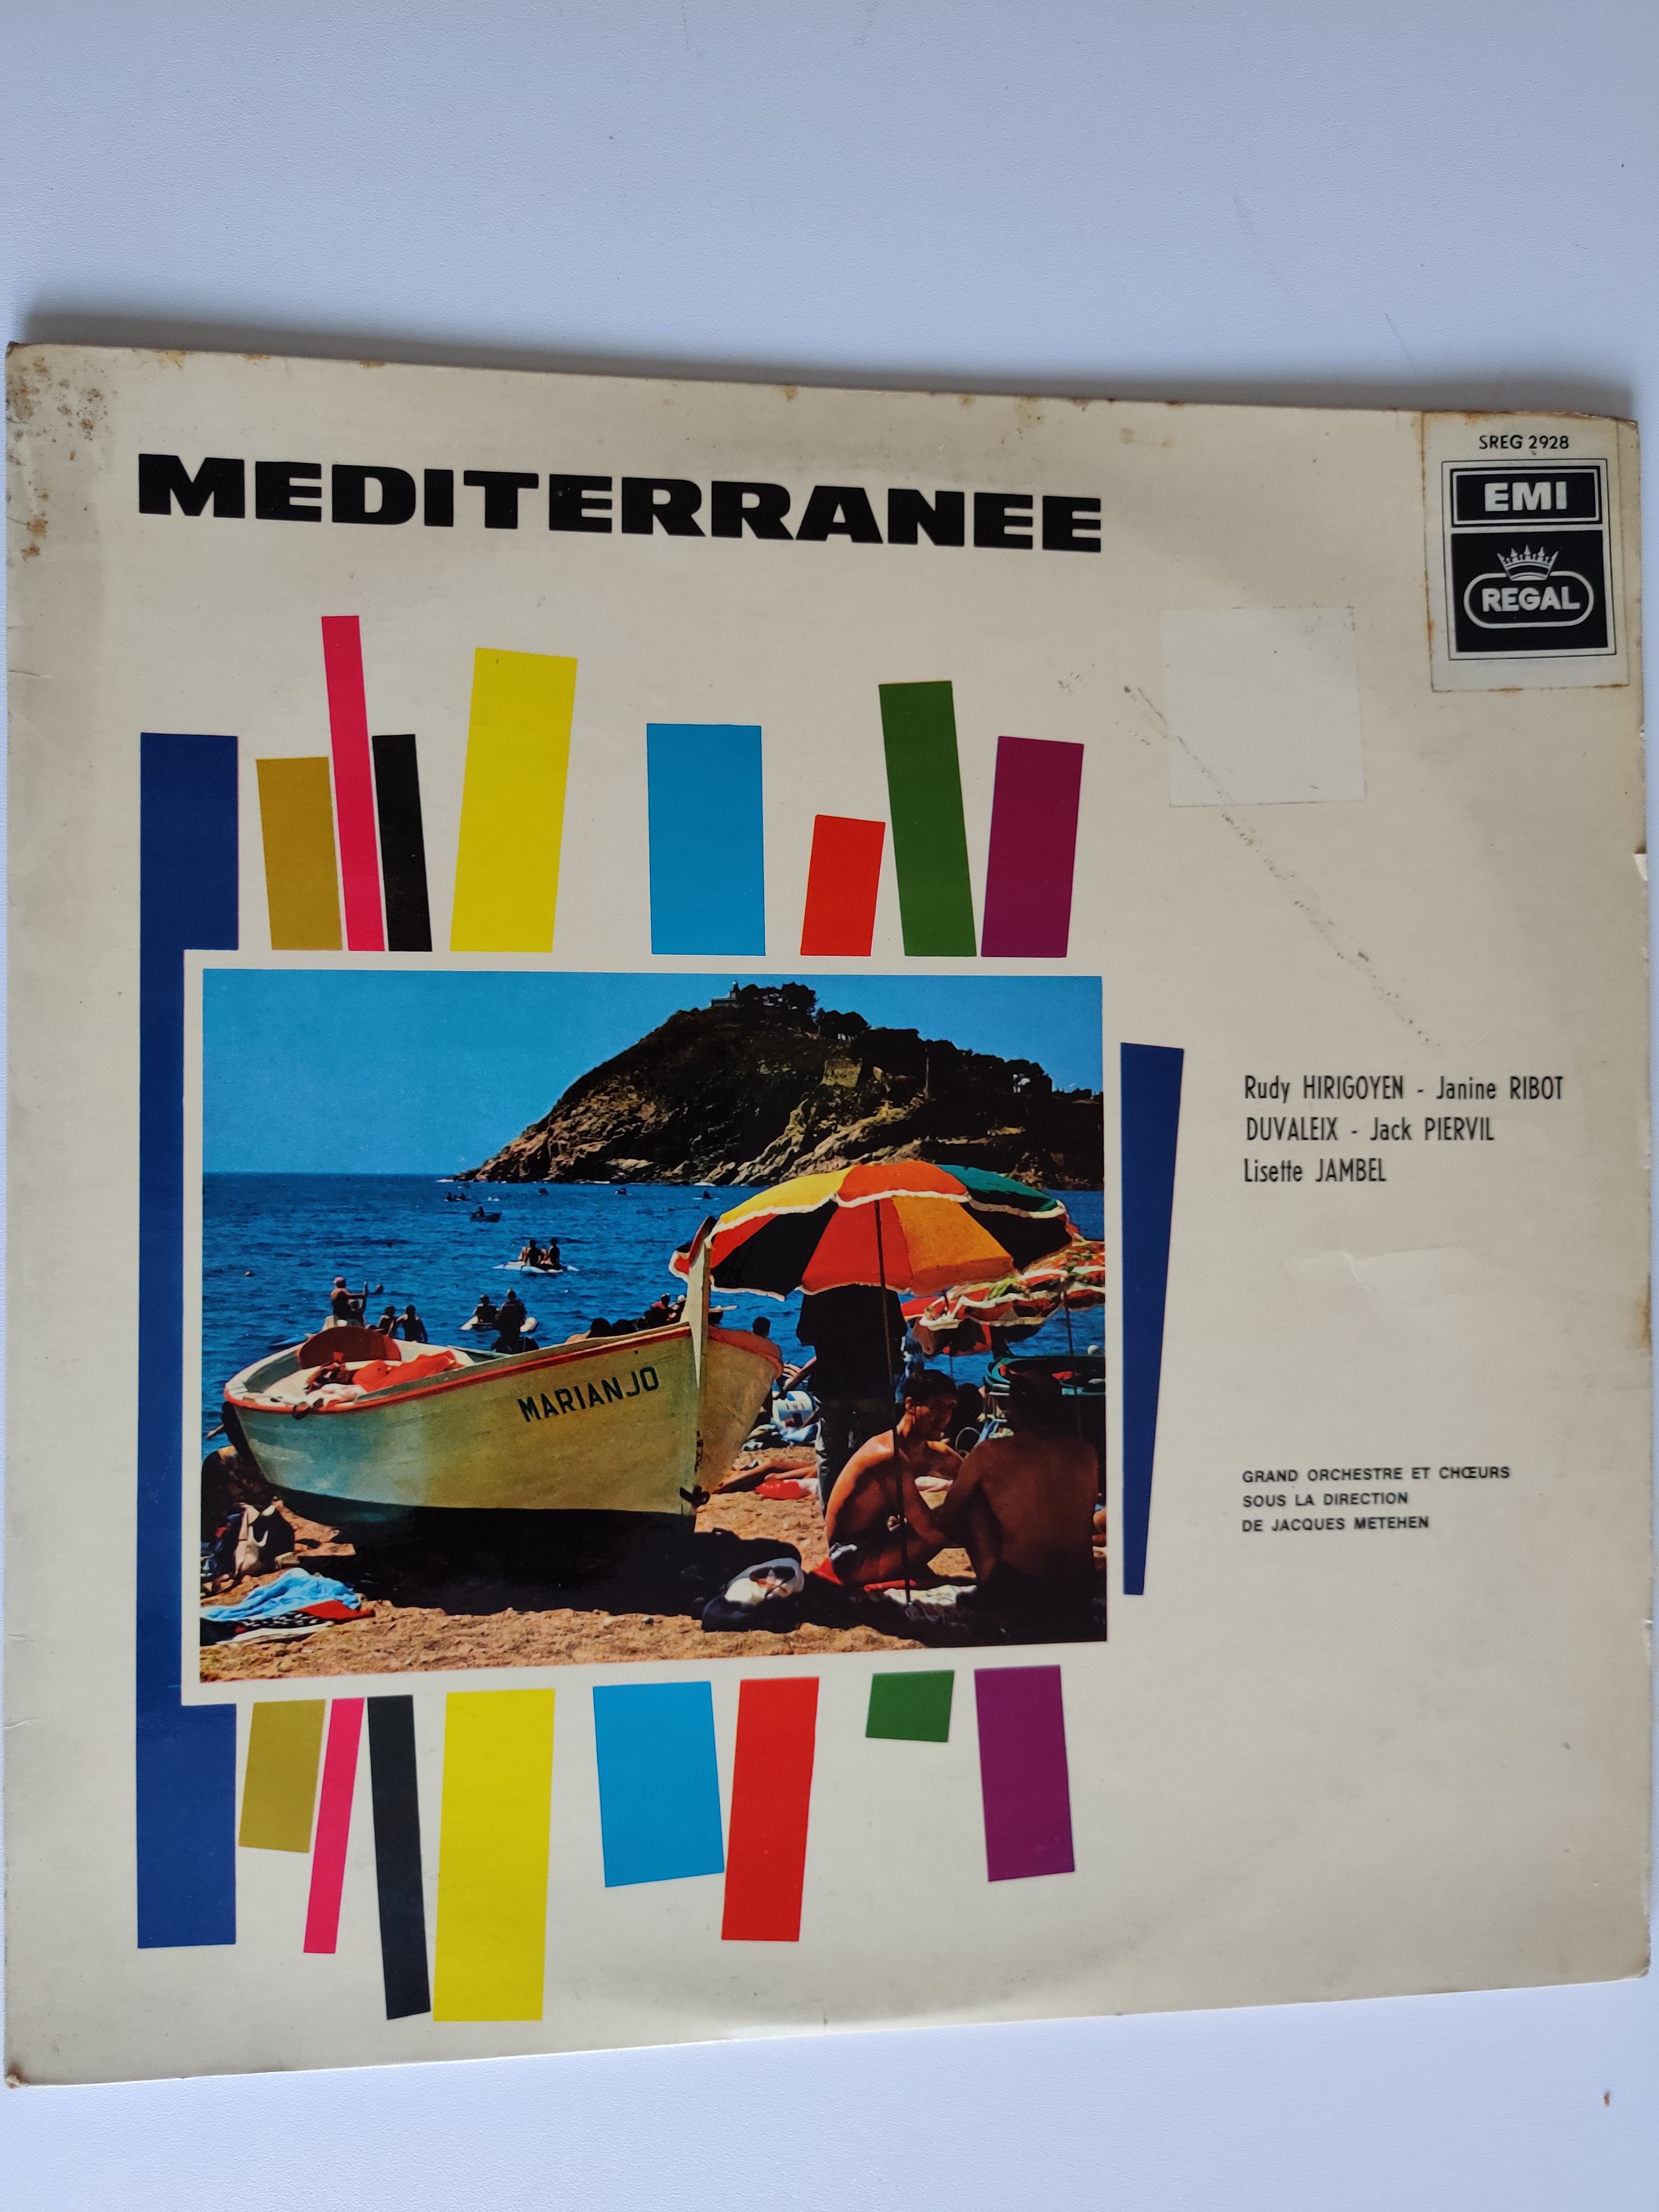 MEDITERRANEE
SREG 2928
EMI
REGAL
Rudy HIRIGOYEN - Janine RIBOT
DUVALEIX - Jack PIERVIL
Lisette JAMBEL
MARIANJO
GRAND ORCHESTRE ET CHŒURS
SOUS LA DIRECTION
DE JACQUES METEHEN